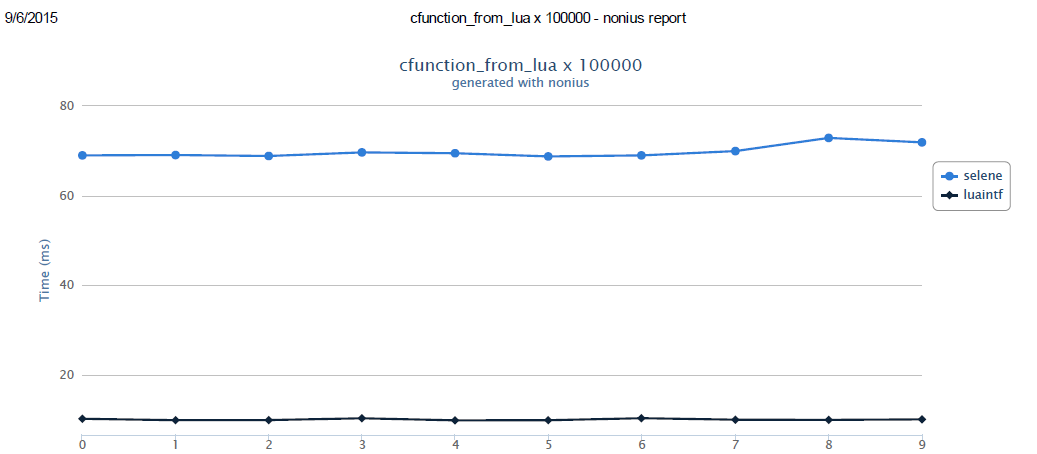 9/6/2015 cfunction_from_lua x 100000 - nonius report
cfunction_from_lua x 100000
generated with nonius
80
60
40
20
Time (ms)
0 1 2 3 4 5 6 7 8 9
selene
luaintf